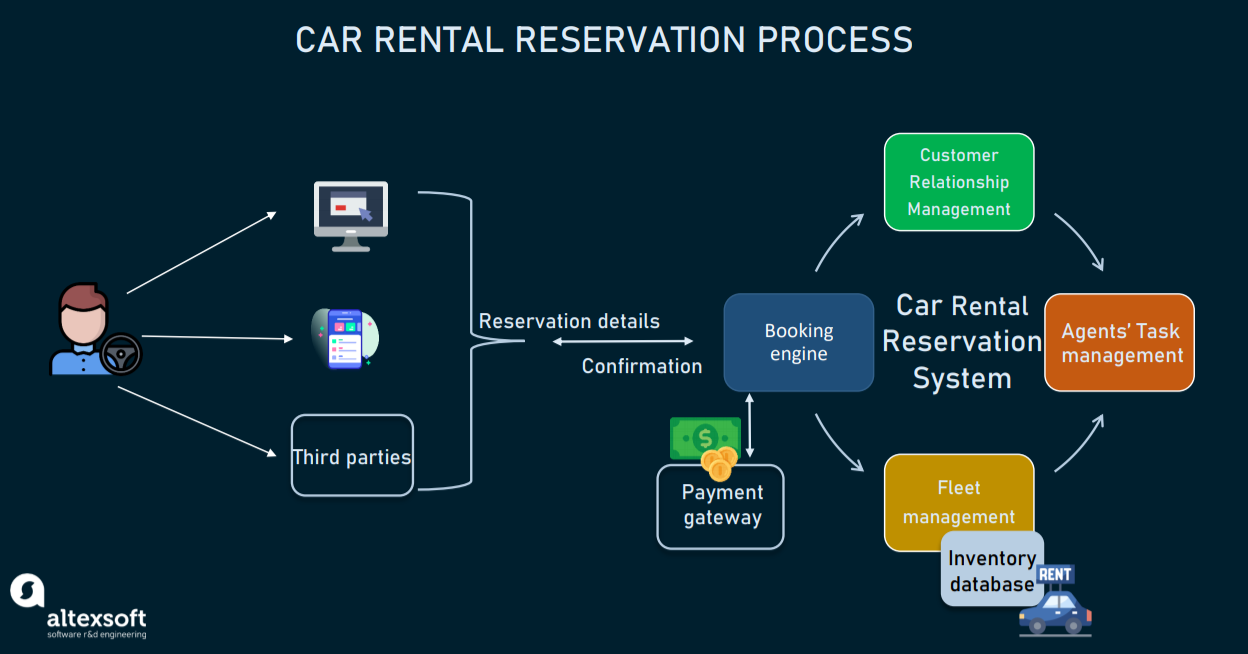 CAR RENTAL RESERVATION PROCESS
Customer
Relationship
Management
Reservation details
Confirmation
Third parties
Booking
engine
Car Rental
Reservation
System
Agents’ Task
management
Payment
gateway
Fleet
management
Inventory
database
RENT
altexsoft
software r&d engineering